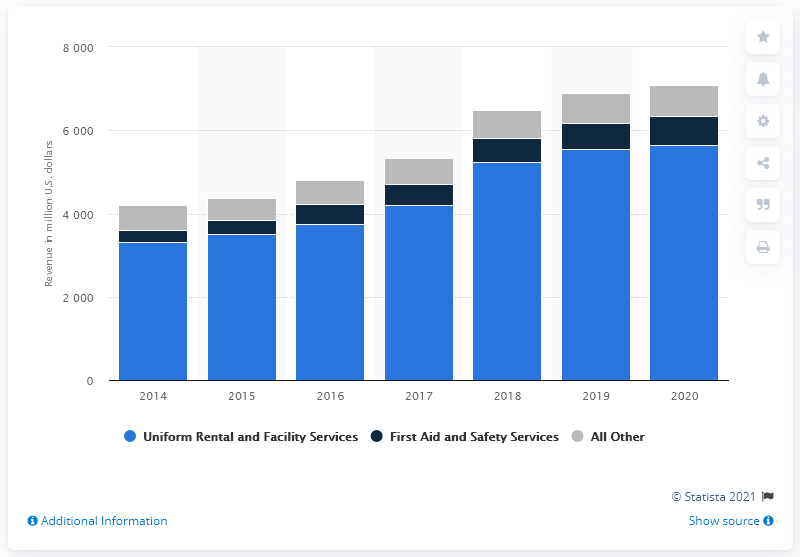 8 000
6 000
4 000
2 000
0
Revenue in million U.S. dollars
2014 2015 2016 2017 2018 2019 2020
Uniform Rental and Facility Services First Aid and Safety Services All Other
© Statista 2021
Additional Information Show source